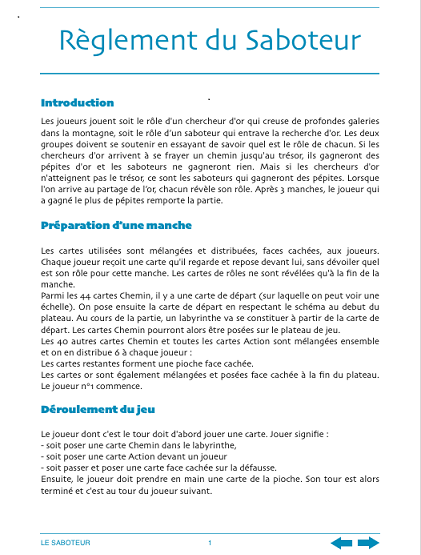 Règlement du Saboteur
Introduction
Les joueurs jouent soit le rôle d'un chercheur d'or qui creuse de profondes galeries
dans la montagne, soit le rôle d'un saboteur qui entrave la recherche d'or. Les deux
groupes doivent se soutenir en essayant de savoir quel est le rôle de chacun. Si les
chercheurs d'or arrivent à se frayer un chemin jusqu'au trésor, ils gagneront des
pépites d'or et les saboteurs ne gagneront rien. Mais si les chercheurs d'or
n'atteignent pas le trésor, ce sont les saboteurs qui gagneront des pépites. Lorsque
l'on arrive au partage de l'or, chacun révèle son rôle. Après 3 manches, le joueur qui
a gagné le plus de pépites remporte la partie.
Préparation d'une manche
Les cartes utilisées sont mélangées et distribuées, faces cachées, aux joueurs.
Chaque joueur reçoit une carte qu'il regarde et repose devant lui, sans dévoiler quel
est son rôle pour cette manche. Les cartes de rôles ne sont révélées qu'à la fin de la
manche.
Parmi les 44 cartes Chemin, il y a une carte de départ (sur laquelle on peut voir une
échelle). On pose ensuite la carte de départ en respectant le schéma au debut du
plateau. Au cours de la partie, un labyrinthe va se constituer à partir de la carte de
départ. Les cartes Chemin pourront alors être posées sur le plateau de jeu.
Les 40 autres cartes Chemin et toutes les cartes Action sont mélangées ensemble
et on en distribue 6 à chaque joueur :
Les cartes restantes forment une pioche face cachée.
Les cartes or sont également mélangées et posées face cachée à la fin du plateau.
Le joueur n°1 commence.
Déroulement du jeu
Le joueur dont c'est le tour doit d'abord jouer une carte. Jouer signifie :
- soit poser une carte Chemin dans le labyrinthe,
- soit poser une carte Action devant un joueur
- soit passer et poser une carte face cachée sur la défausse.
Ensuite, le joueur doit prendre en main une carte de la pioche. Son tour est alors
terminé et c'est au tour du joueur suivant.
LE SABOTEUR
1